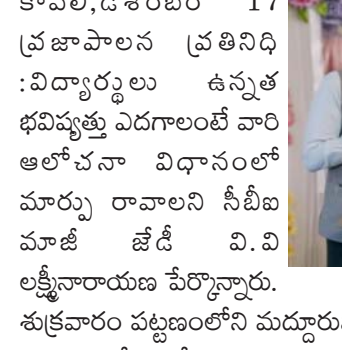 కావలి,డిశెంబర్ 17
ప్రజాపాలన ప్రతినిధి
:విద్యార్థులు ఉన్నత
భవిష్యత్తు ఎదగాలంటే వారి
ఆలోచనా విధానంలో
మార్పు రావాలని సీబీఐ
మాజీ జేడీ వి.వి
లక్ష్మీనారాయణ పేర్కొన్నారు.
శుక్రవారం పట్టణంలోని మద్దూరు